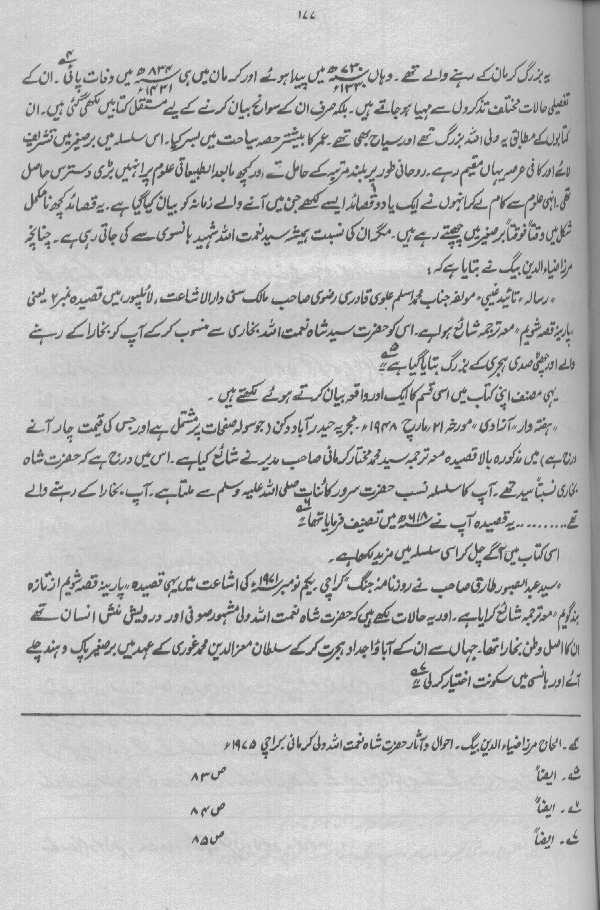 ۱۷۷
یہ بزرگ کرمان کے رہنے والے تھے۔ وہاں ۷۳۰ھ ۱۳۳۰ء میں پیدا ہوئے اور کرمان میں ہی ۸۳۴ھ ۱۴۳۱ء میں وفات پائی۔ ۴؎ ان کے
تفصیلی حالات مختلف تذکروں سے مہیا ہو جاتے ہیں۔ بلکہ صرف ان کے سوانح بیان کرنے کے لیے مستقل کتابیں لکھی گئی ہیں۔ ان
کتابوں کے مطابق یہ ولی اللہ بزرگ تھے اور سیاح بھی تھے۔ عمر کا بیشتر حصہ سیاحت میں بسر کیا۔ اس سلسلہ میں برصغیر میں تشریف
لائے اور کافی عرصہ یہاں مقیم رہے۔ روحانی طور پر بلند مرتبہ کے حامل تھے اور کچھ مابعد الطبیعاتی علوم پر انہیں بڑی دسترس حاصل
تھی۔ انہی علوم سے کام لے کر انہوں نے ایک یا دو قصائد ایسے لکھے جن میں آنے والے زمانہ کو بیان کیا گیا ہے۔ یہ قصائد کچھ نامکمل
شکل میں وقتاً فوقتاً برصغیر میں چھپتے رہے ہیں۔ مگر ان کی نسبت ہمیشہ سید نعمت اللہ شہید ہانسوی سے کی جاتی رہی ہے۔ چنانچہ
مرزا ضیاء الدین بیگ نے بتایا ہے کہ:
"رسالہ "تائید غیبی" مولفہ جناب محمد اسلم علوی قادری رضوی صاحب مالک سنی دارالاشاعت، لائلپور، میں قصیدہ نمبر ۲ یعنی
"پارینہ قصہ شویم" معہ ترجمہ شائع ہوا ہے۔ اس کو حضرت سید شاہ نعمت اللہ بخاری سے منسوب کر کے آپ کو بخارا کے رہنے
والے اور چھٹی صدی ہجری کے بزرگ بتایا گیا ہے" ۵؎
یہی مصنف اپنی کتاب میں اسی قسم کا ایک اور واقعہ بیان کرتے ہوئے لکھتے ہیں۔
"ہفتہ وار "آزادی" مورخہ ۲۱ مارچ ۱۹۴۸ء مجریہ حیدرآباد دکن (جو سولہ صفحات پر مشتمل ہے اور جس کی قیمت چار آنے
درج ہے) میں مذکورہ بالا قصیدہ معہ ترجمہ سید محمد مختار کرمانی صاحب مدیر نے شائع کیا ہے۔ اس میں درج ہے کہ حضرت شاہ
بخاری نسباً سید تھے۔ آپ کا سلسلہ نسب حضرت سرور کائنات صلی اللہ علیہ وسلم سے ملتا ہے۔ آپ بخارا کے رہنے والے
تھے ......... یہ قصیدہ آپ نے ۶۱۸ھ میں تصنیف فرمایا تھا" ۶؎
اسی کتاب میں آگے چل کر اسی سلسلہ میں مزید لکھا ہے۔
"سید عبدالصبور طارق صاحب نے روزنامہ جنگ، کراچی یکم نومبر ۱۹۷۱ء کی اشاعت میں یہی قصیدہ "پارینہ قصہ شویم از تازہ
ہند گویم" معہ ترجمہ شائع کرایا ہے۔ اور یہ حالات لکھے ہیں کہ حضرت شاہ نعمت اللہ ولی مشہور صوفی اور درویش منش انسان تھے
ان کا اصل وطن بخارا تھا۔ جہاں سے ان کے آباؤ اجداد ہجرت کر کے سلطان معزالدین محمد غوری کے عہد میں برصغیر پاک و ہند چلے
آئے اور ہانسی میں سکونت اختیار کر لی" ۷؎
۴؎۔ الحاج مرزا ضیاء الدین بیگ۔ احوال و آثار حضرت شاہ نعمت اللہ ولی کرمانی کراچی ۱۹۷۵ء
۵؎۔ ایضاً ص ۸۳
۶؎۔ ایضاً ص ۸۴
۷؎۔ ایضاً ص ۸۵